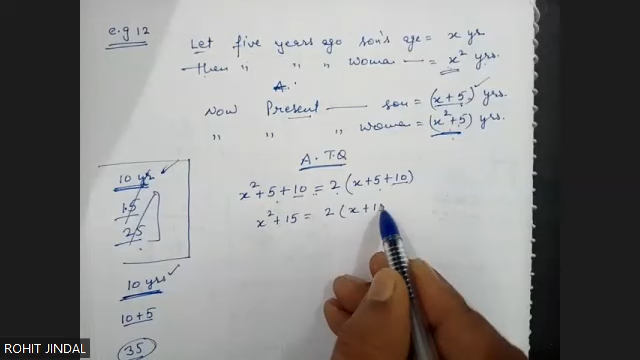 e.g 12
Let five years ago son's age = x yr
Then " " " woma — = x² yrs.
A.
Now Present — son = (x+5) yrs.
" " " woma = (x²+5) yrs.
A.T.Q
x²+5+10 = 2(x+5+10)
x²+15 = 2(x+1
10 yr
15
25
10 yrs
10+5
35
ROHIT JINDAL